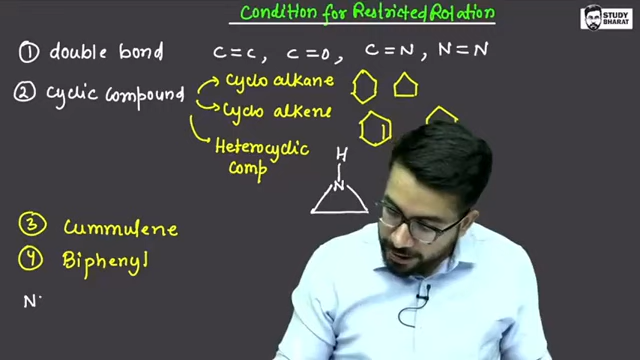 Condition for Restricted Rotation
STUDY
BHARAT
① double bond C=C, C=O, C=N, N=N
② Cyclic compound
Cyclo alkane
Cyclo alkene
Heterocyclic
comp
H
N
③ Cummulene
④ Biphenyl
N: